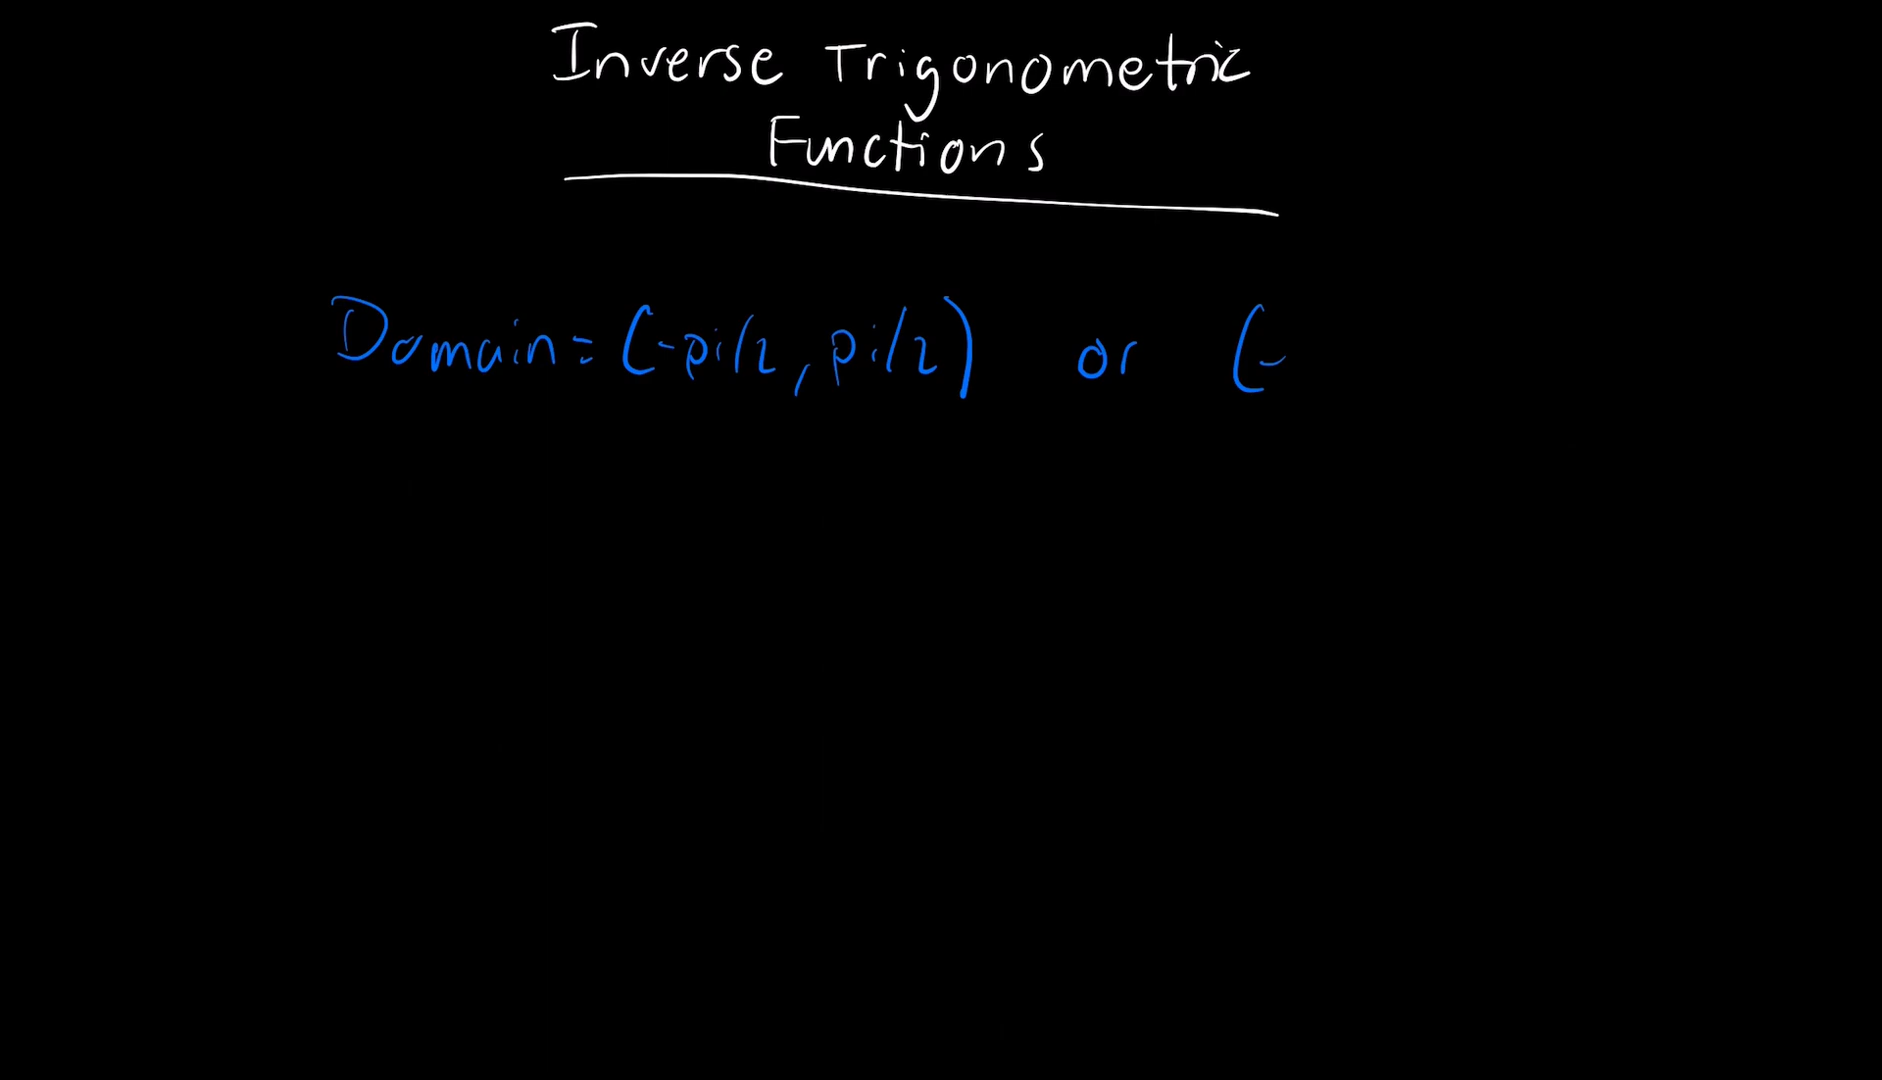 Inverse Trigonometric
Functions
Domain = (-pi/2, pi/2) or (-